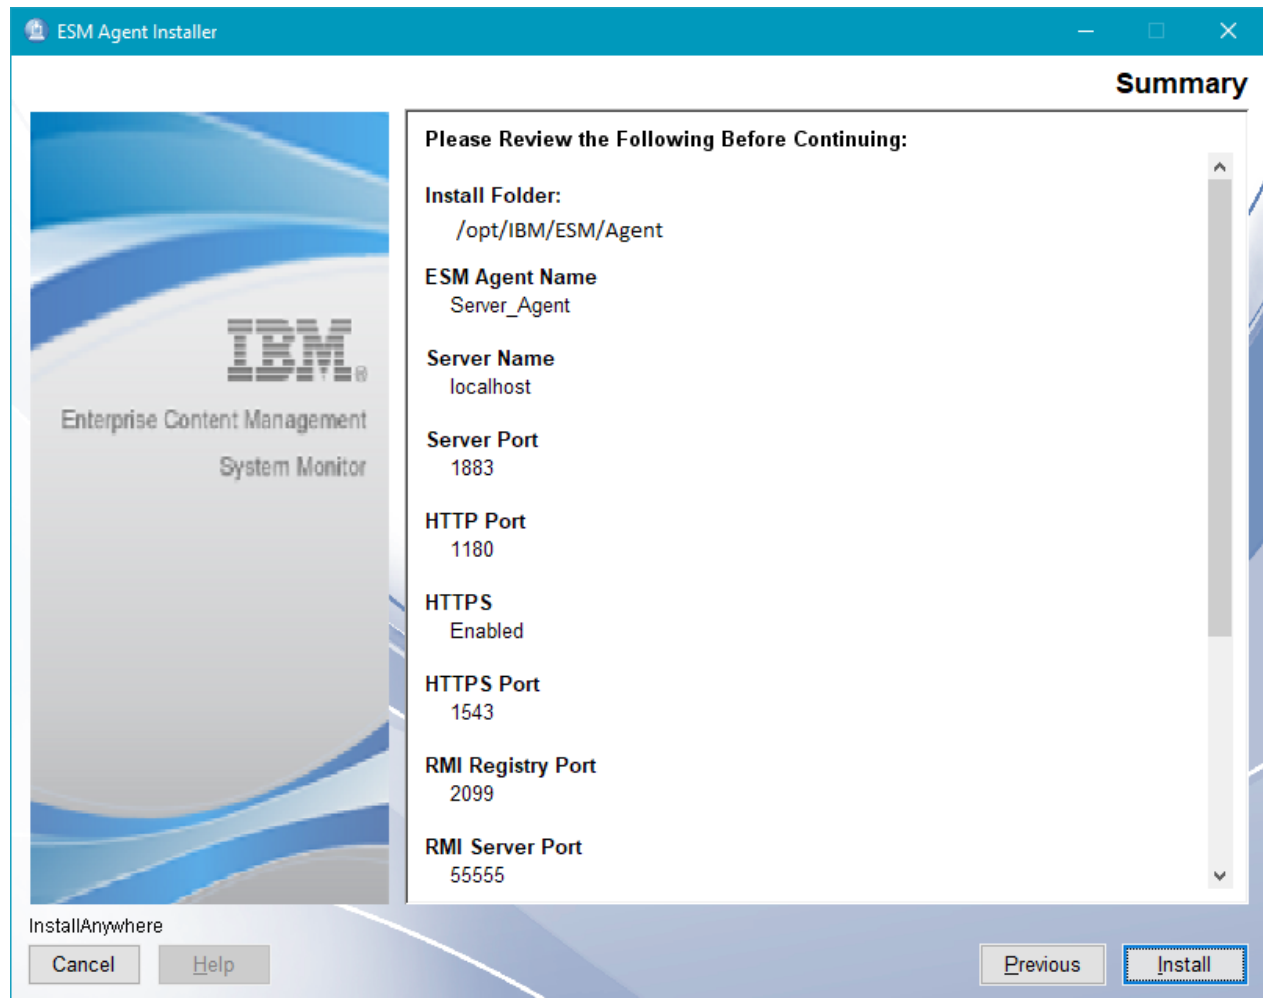 ESM Agent Installer
Summary
IBM®
Enterprise Content Management
System Monitor
Please Review the Following Before Continuing:
Install Folder:
/opt/IBM/ESM/Agent
ESM Agent Name
Server_Agent
Server Name
localhost
Server Port
1883
HTTP Port
1180
HTTPS
Enabled
HTTPS Port
1543
RMI Registry Port
2099
RMI Server Port
55555
InstallAnywhere
Cancel
Help
Previous
Install